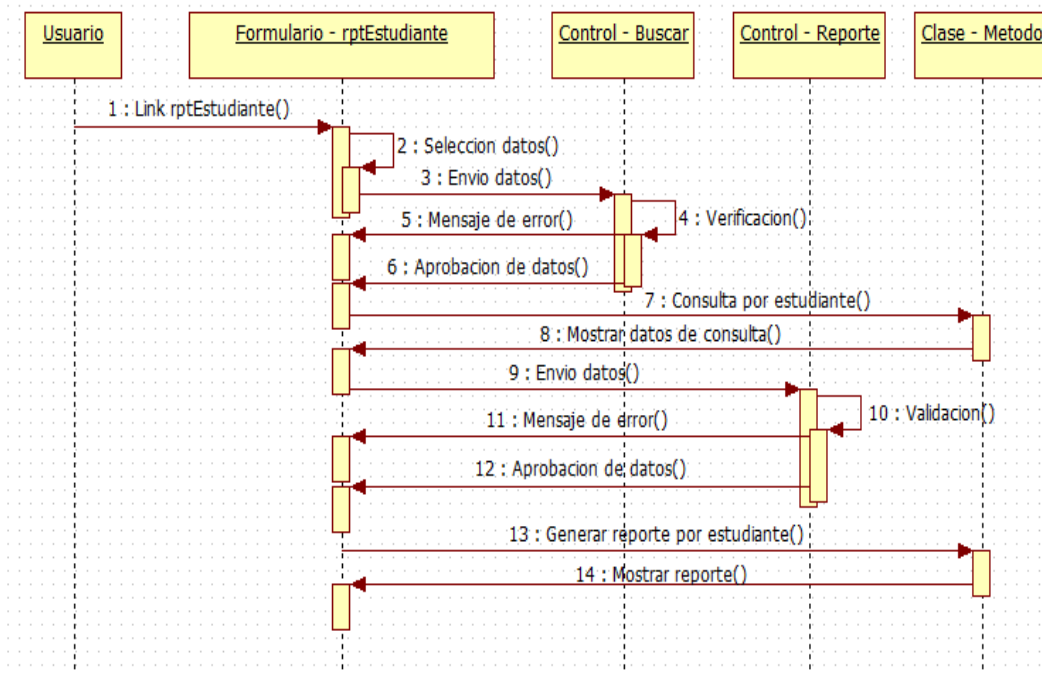 Usuario
Formulario - rptEstudiante
Control - Buscar
Control - Reporte
Clase - Metodo
1 : Link rptEstudiante()
2 : Seleccion datos()
3 : Envio datos()
4 : Verificacion()
5 : Mensaje de error()
6 : Aprobacion de datos()
7 : Consulta por estudiante()
8 : Mostrar datos de consulta()
9 : Envio datos()
10 : Validacion()
11 : Mensaje de error()
12 : Aprobacion de datos()
13 : Generar reporte por estudiante()
14 : Mostrar reporte()